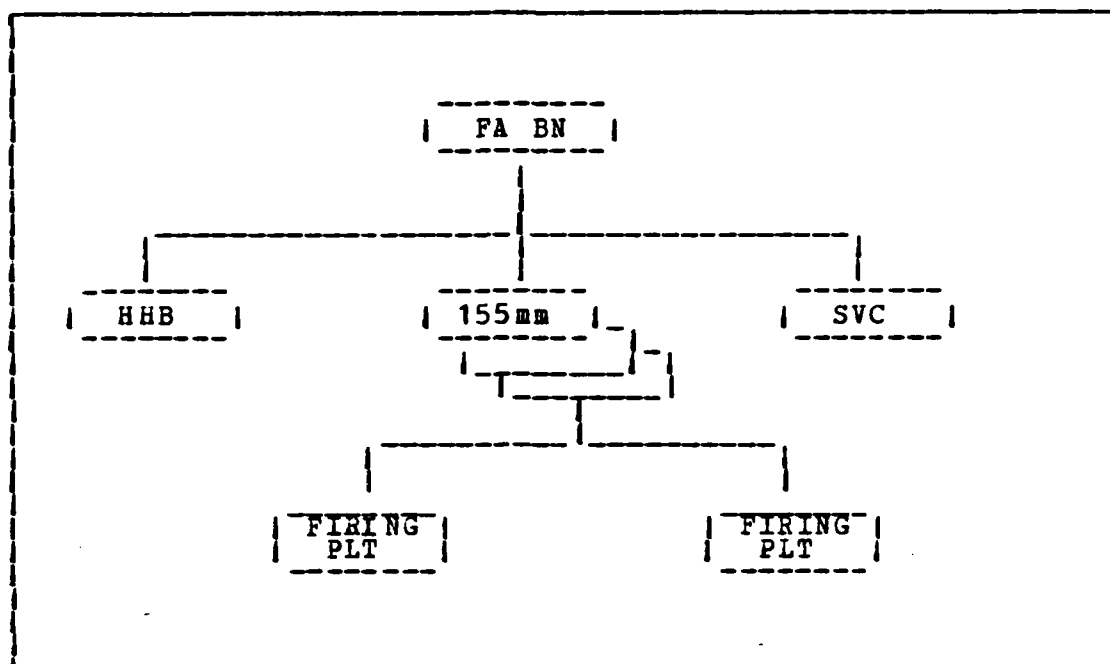 FA BN
HHB
155mm
SVC
FIRING
PLT
FIRING
PLT